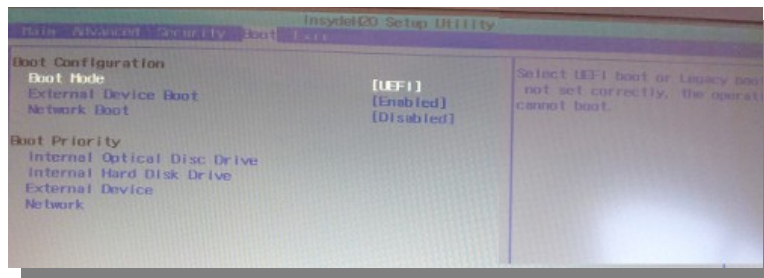 InsydeH20 Setup Utility
Main Advanced Security Boot Exit
Boot Configuration
Boot Mode [UEFI]
External Device Boot [Enabled]
Network Boot [Disabled]
Boot Priority
Internal Optical Disc Drive
Internal Hard Disk Drive
External Device
Network
Select UEFI boot or Legacy boo
not set correctly, the operati
cannot boot.